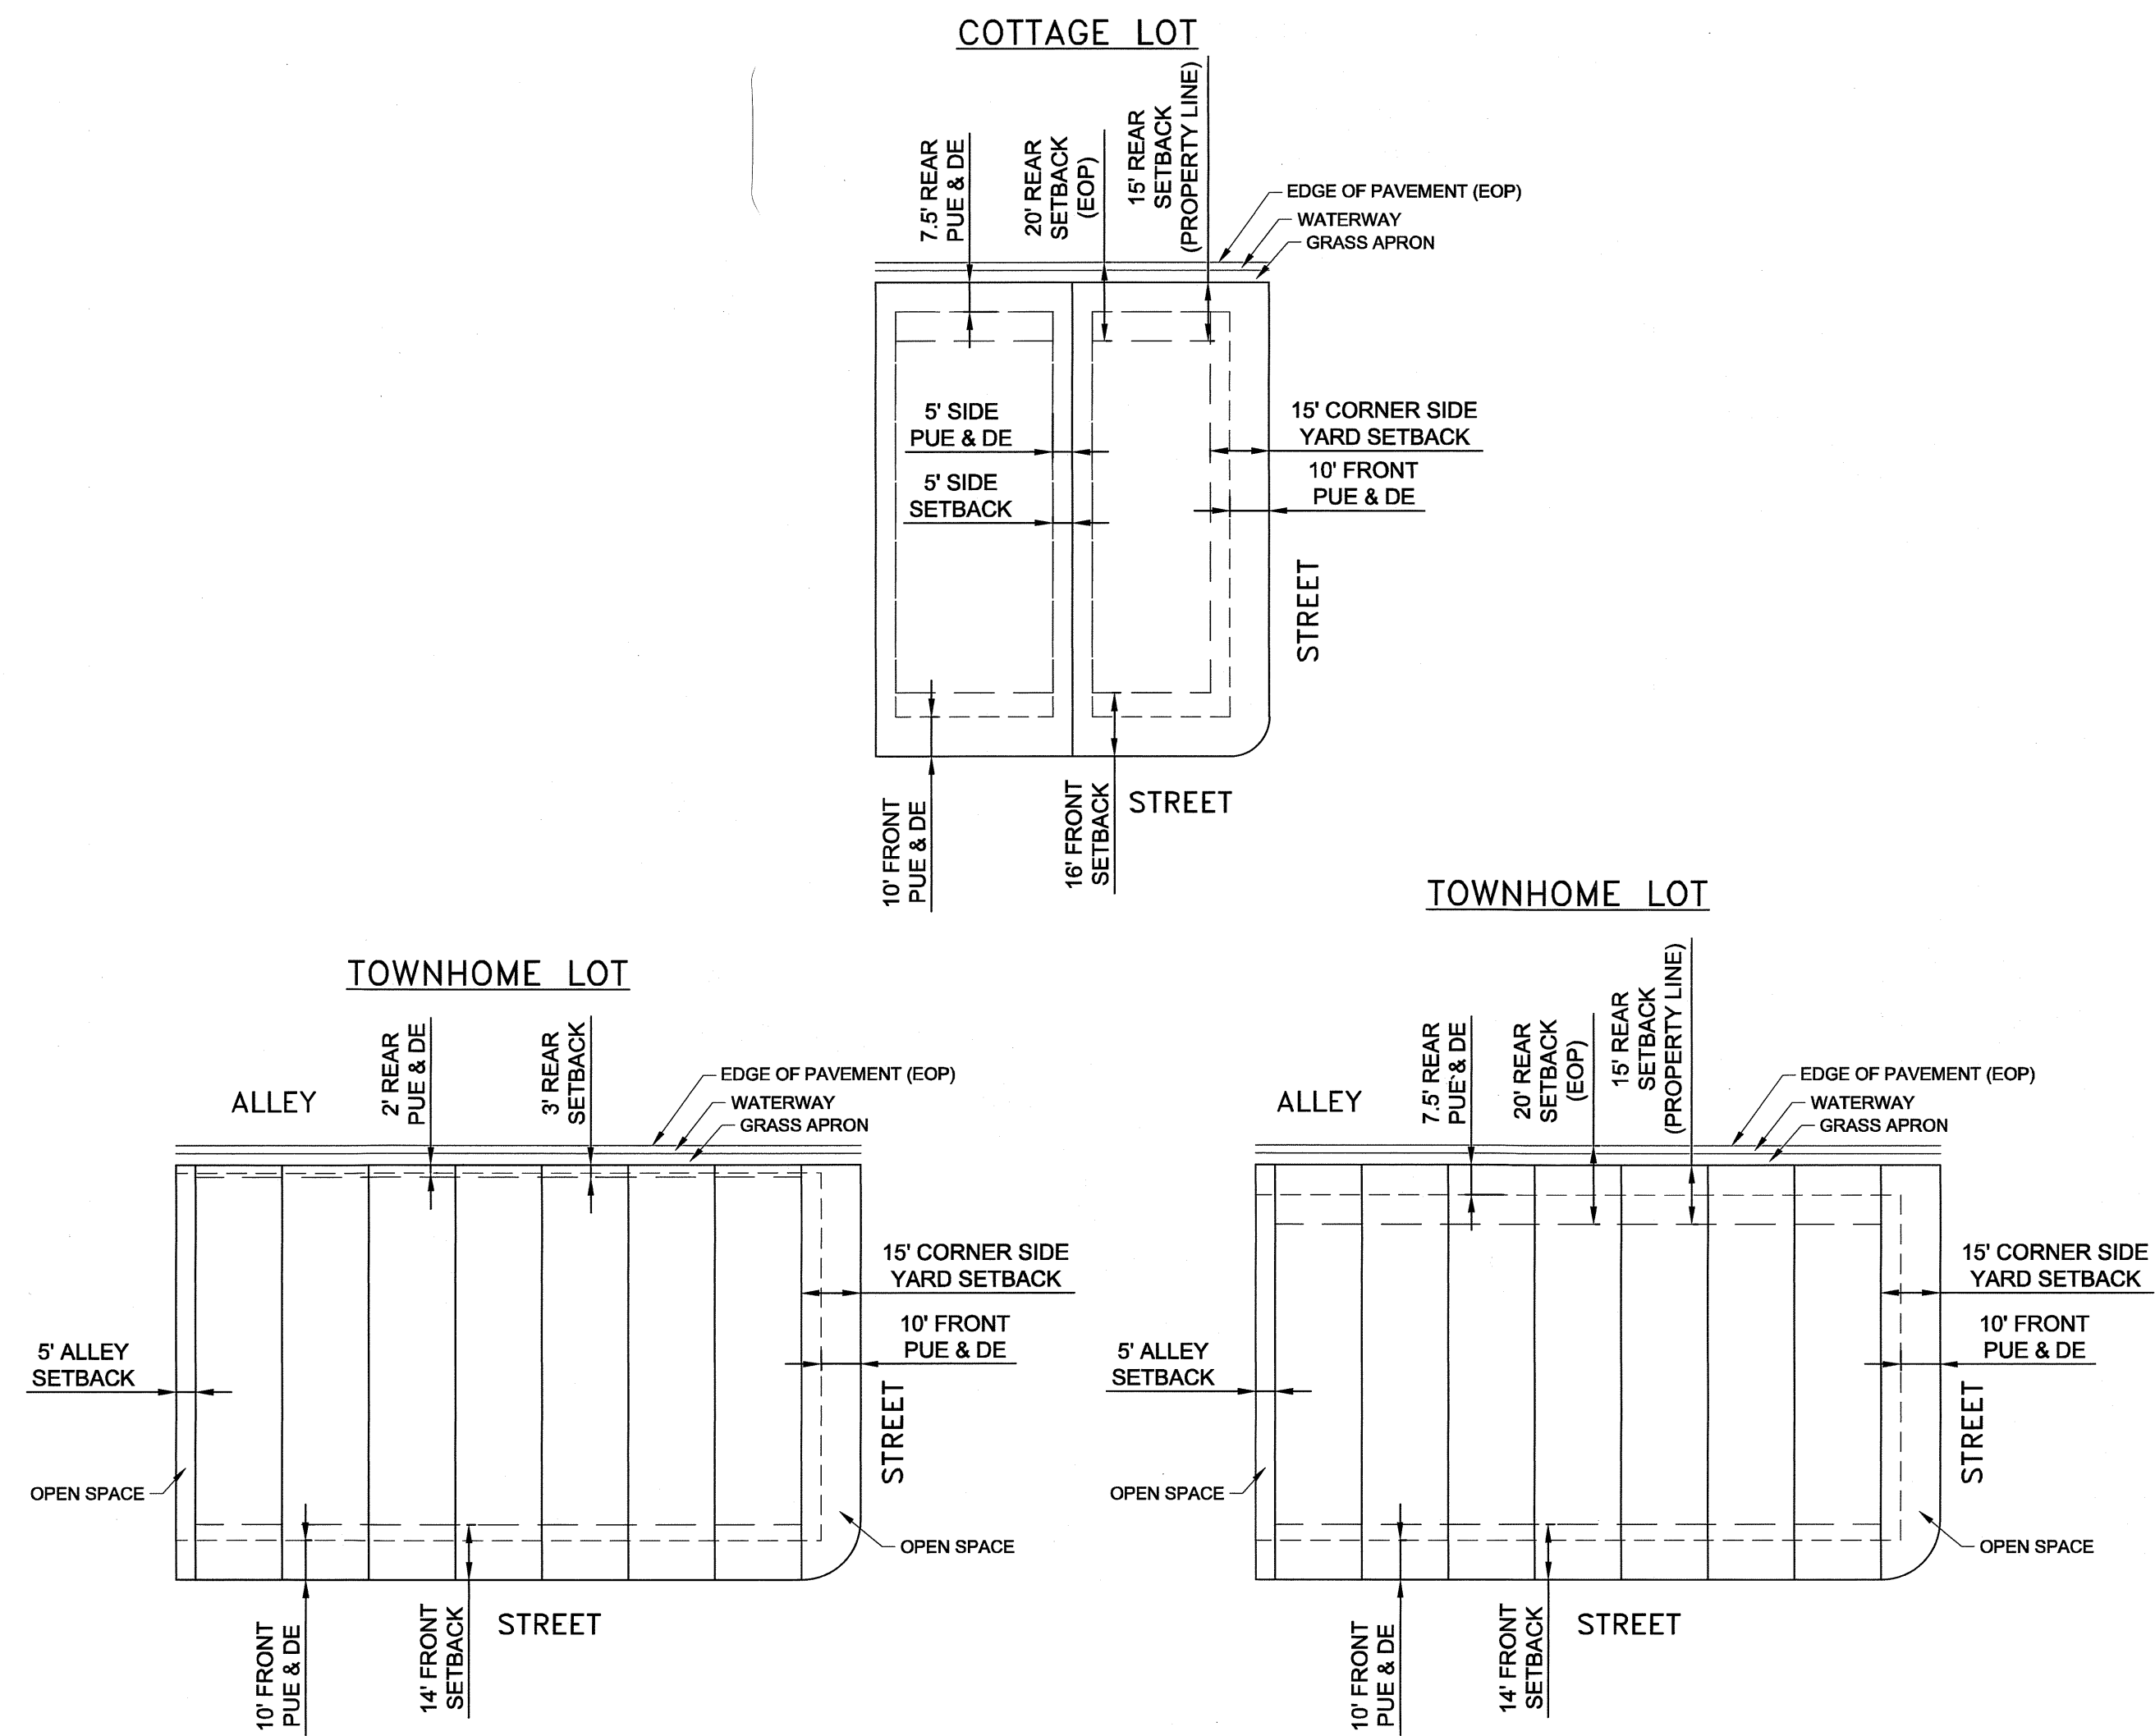 COTTAGE LOT
7.5' REAR
PUE & DE
20' REAR
SETBACK
(EOP)
15' REAR
SETBACK
(PROPERTY LINE)
EDGE OF PAVEMENT (EOP)
WATERWAY
GRASS APRON
5' SIDE
PUE & DE
5' SIDE
SETBACK
15' CORNER SIDE
YARD SETBACK
10' FRONT
PUE & DE
STREET
10' FRONT
PUE & DE
16' FRONT
SETBACK
STREET
TOWNHOME LOT
ALLEY
2' REAR
PUE & DE
3' REAR
SETBACK
EDGE OF PAVEMENT (EOP)
WATERWAY
GRASS APRON
15' CORNER SIDE
YARD SETBACK
10' FRONT
PUE & DE
5' ALLEY
SETBACK
STREET
OPEN SPACE
OPEN SPACE
10' FRONT
PUE & DE
14' FRONT
SETBACK
STREET
TOWNHOME LOT
ALLEY
7.5' REAR
PUE & DE
20' REAR
SETBACK
(EOP)
15' REAR
SETBACK
(PROPERTY LINE)
EDGE OF PAVEMENT (EOP)
WATERWAY
GRASS APRON
15' CORNER SIDE
YARD SETBACK
10' FRONT
PUE & DE
5' ALLEY
SETBACK
STREET
OPEN SPACE
OPEN SPACE
10' FRONT
PUE & DE
14' FRONT
SETBACK
STREET